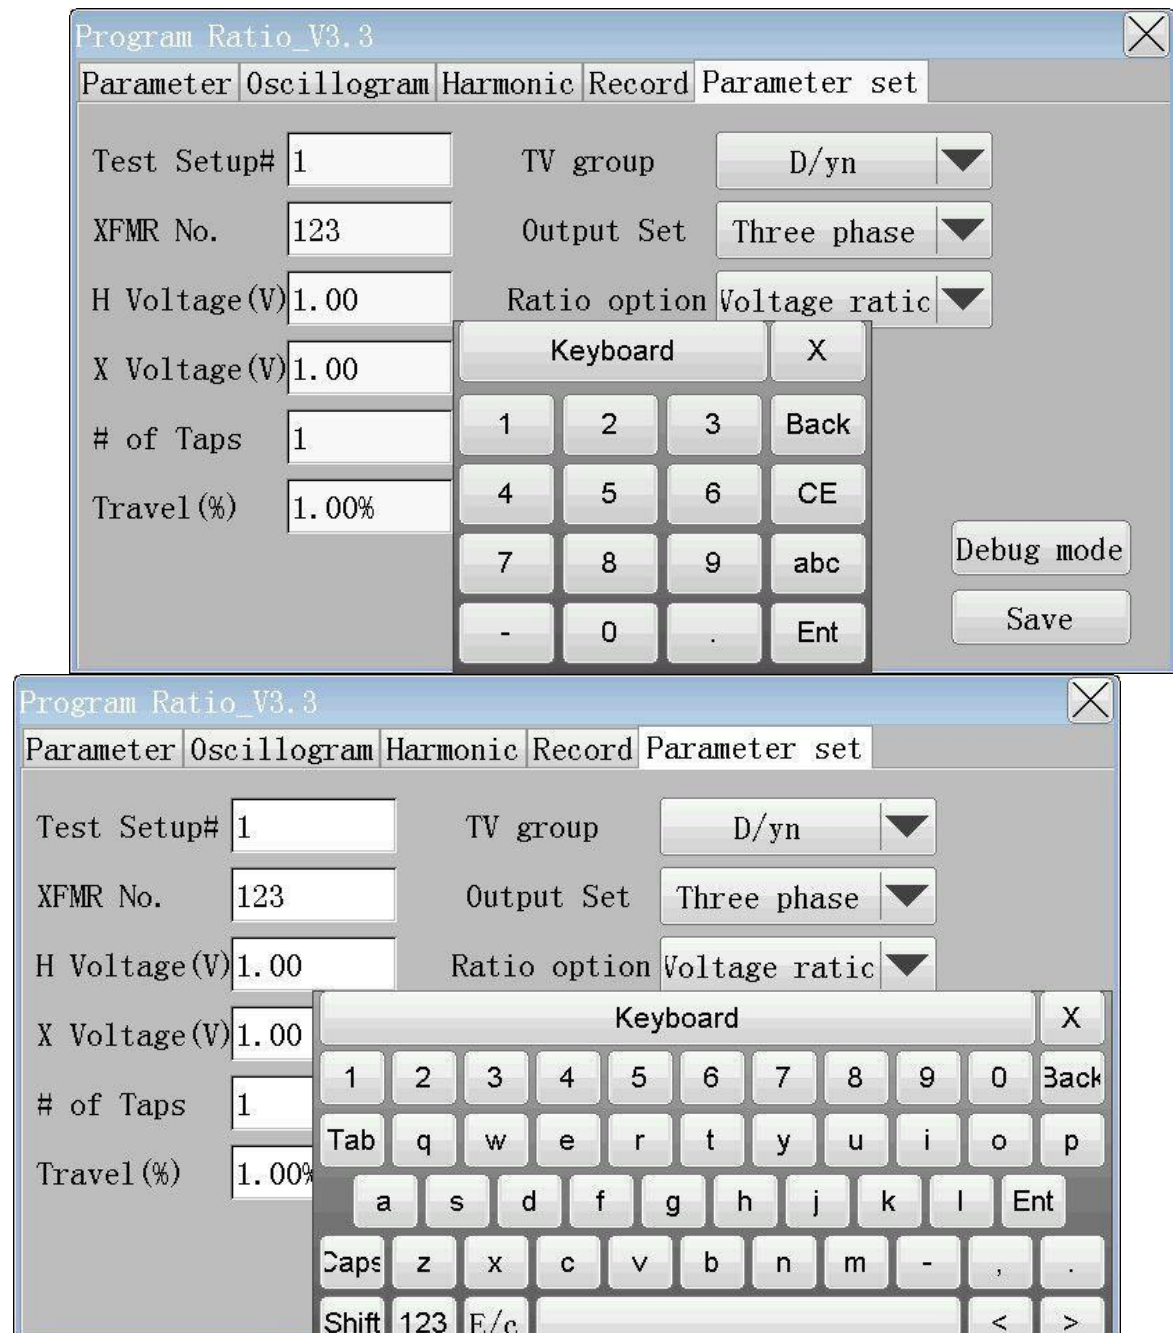 Program Ratio_V3.3
Parameter Oscillogram Harmonic Record Parameter set
Test Setup# 1 TV group D/yn
XFMR No. 123 Output Set Three phase
H Voltage(V) 1.00 Ratio option Voltage ratic
Keyboard X
X Voltage(V) 1.00
1 2 3 Back
# of Taps 1
4 5 6 CE
Travel(%) 1.00%
7 8 9 abc
Debug mode
- 0 . Ent
Save
Program Ratio_V3.3
Parameter Oscillogram Harmonic Record Parameter set
Test Setup# 1 TV group D/yn
XFMR No. 123 Output Set Three phase
H Voltage(V) 1.00 Ratio option Voltage ratic
Keyboard X
X Voltage(V) 1.00
1 2 3 4 5 6 7 8 9 0 Back
# of Taps 1
Tab q w e r t y u i o p
Travel(%) 1.00%
a s d f g h j k l Ent
Caps z x c v b n m - , .
Shift 123 E/c < >